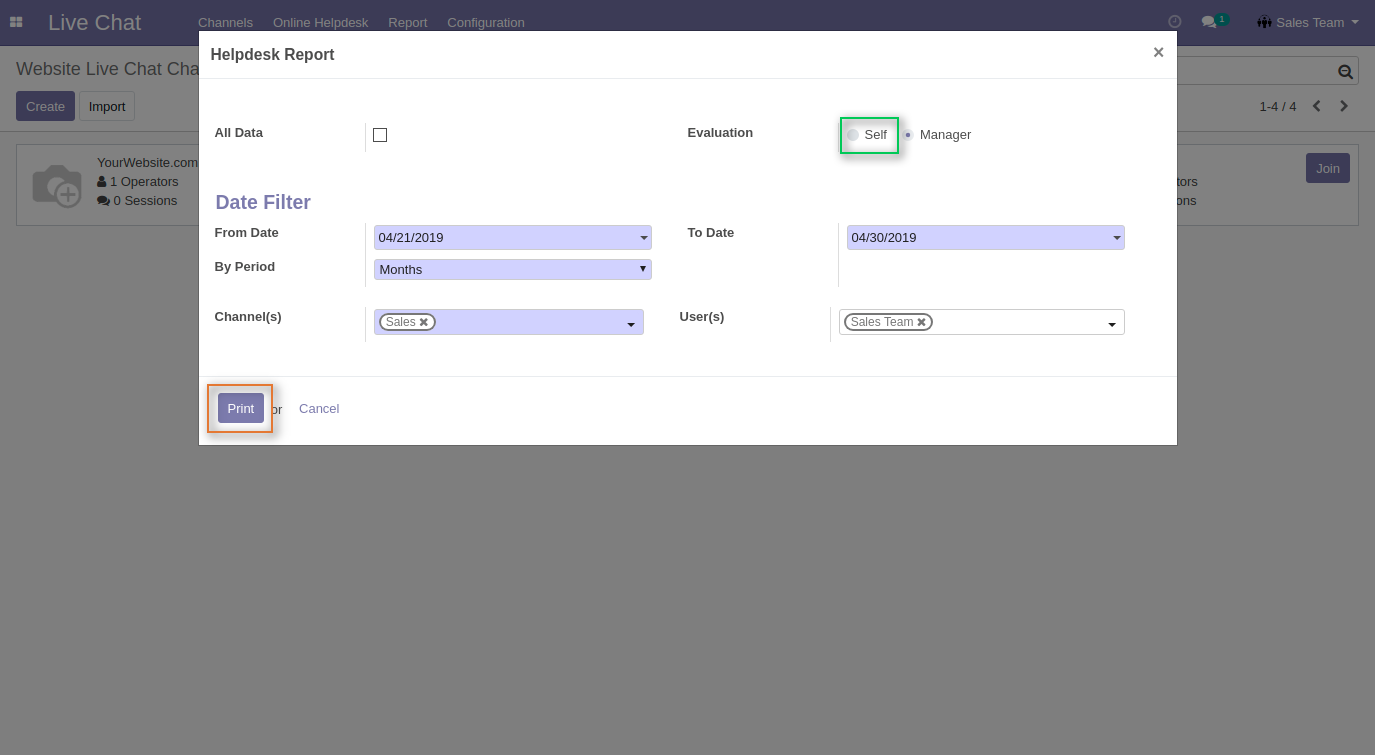 Live Chat Channels Online Helpdesk Report Configuration 1 Sales Team
Helpdesk Report ×
Website Live Chat Cha
Create Import 1-4 / 4
All Data Evaluation Self Manager
YourWebsite.com
1 Operators
0 Sessions
tors
ons
Join
Date Filter
From Date 04/21/2019 To Date 04/30/2019
By Period Months
Channel(s) Sales User(s) Sales Team
Print or Cancel